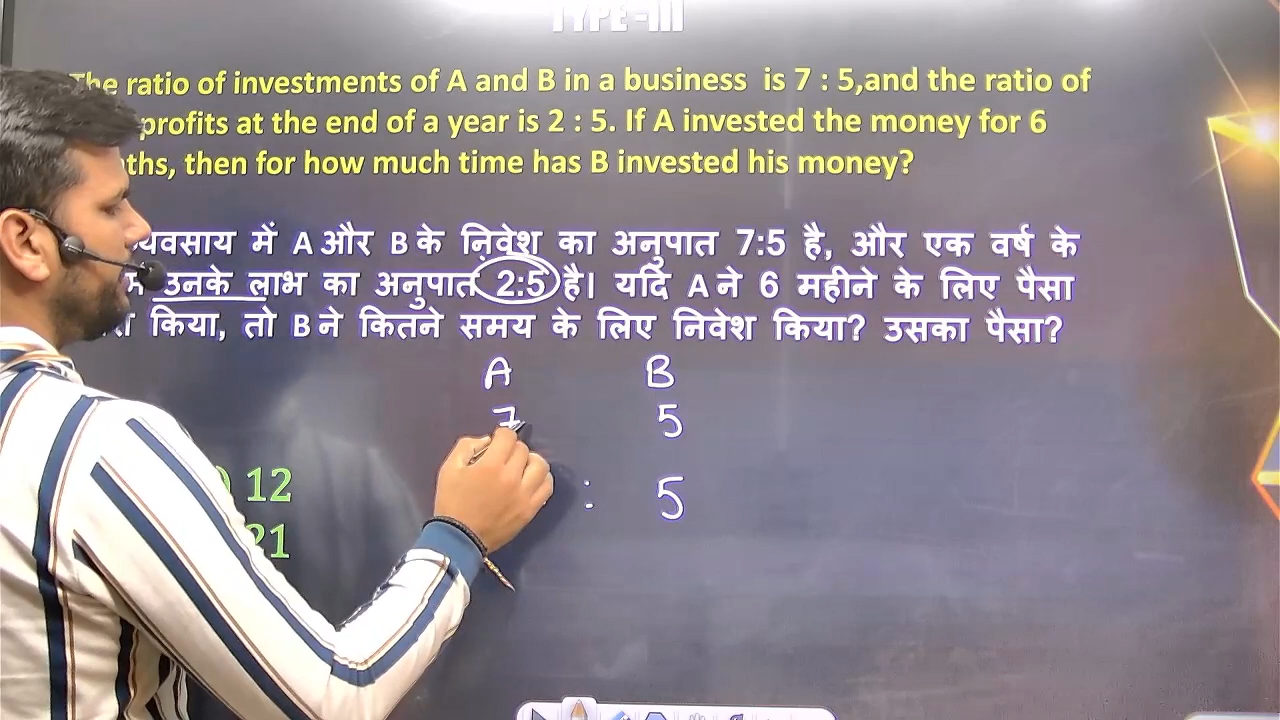 TYPE-III
The ratio of investments of A and B in a business is 7 : 5,and the ratio of
profits at the end of a year is 2 : 5. If A invested the money for 6
then for how much time has B invested his money?
में A और B के निवेश का अनुपात 7:5 है, और एक वर्ष के
उनके लाभ का अनुपात 2:5 है। यदि A ने 6 महीने के लिए पैसा
किया, तो B ने कितने समय के लिए निवेश किया? उसका पैसा?
A B
7 5
: 5
12
21